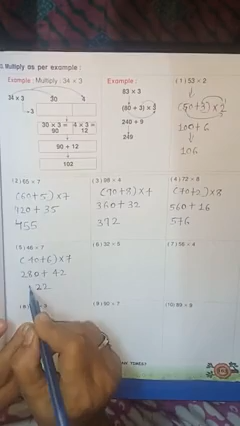 Multiply as per example :
Example : Multiply : 34 × 3
34 × 3
30
4
×3
30 × 3 =
90
4 × 3 =
12
90 + 12
102
Example :
83 × 3
(80 + 3) × 3
240 + 9
249
(1) 53 × 2
(50+3) × 2
100 + 6
106
(2) 65 × 7
(60+5) × 7
420 + 35
455
(3) 98 × 4
(90+8) × 4
360 + 32
392
(4) 72 × 8
(70+2) × 8
560 + 16
576
(5) 46 × 7
(40+6) × 7
280 + 42
322
(6) 32 × 5
(7) 56 × 4
(9) 90 × 7
(10) 89 ×